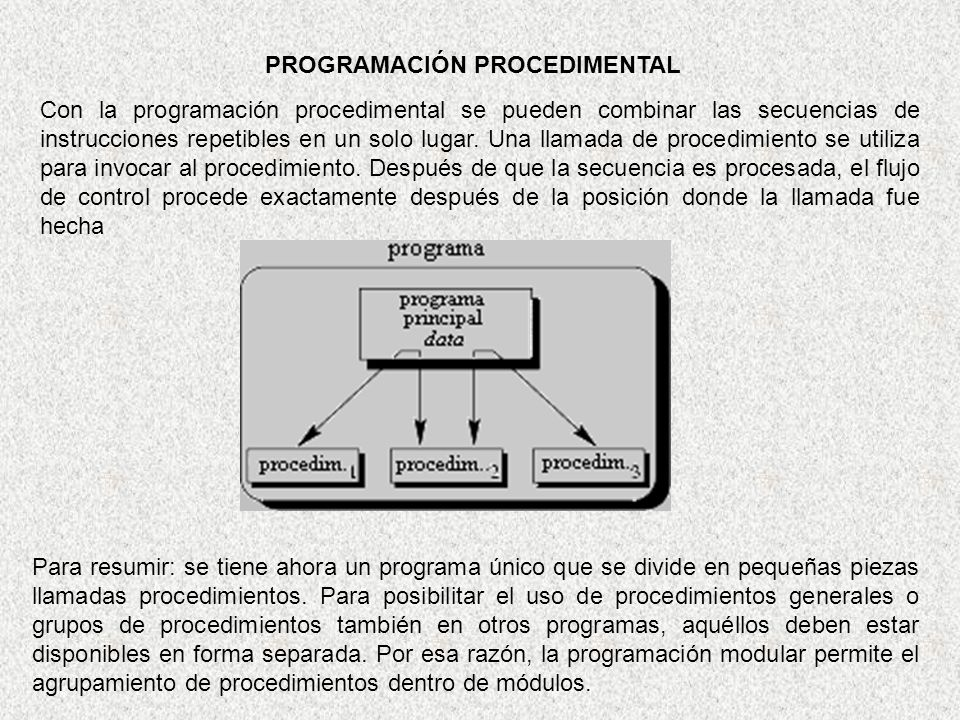 PROGRAMACIÓN PROCEDIMENTAL
Con la programación procedimental se pueden combinar las secuencias de
instrucciones repetibles en un solo lugar. Una llamada de procedimiento se utiliza
para invocar al procedimiento. Después de que la secuencia es procesada, el flujo
de control procede exactamente después de la posición donde la llamada fue
hecha
programa
programa
principal
data
procedim.1 procedim..2 procedim..3
Para resumir: se tiene ahora un programa único que se divide en pequeñas piezas
llamadas procedimientos. Para posibilitar el uso de procedimientos generales o
grupos de procedimientos también en otros programas, aquéllos deben estar
disponibles en forma separada. Por esa razón, la programación modular permite el
agrupamiento de procedimientos dentro de módulos.